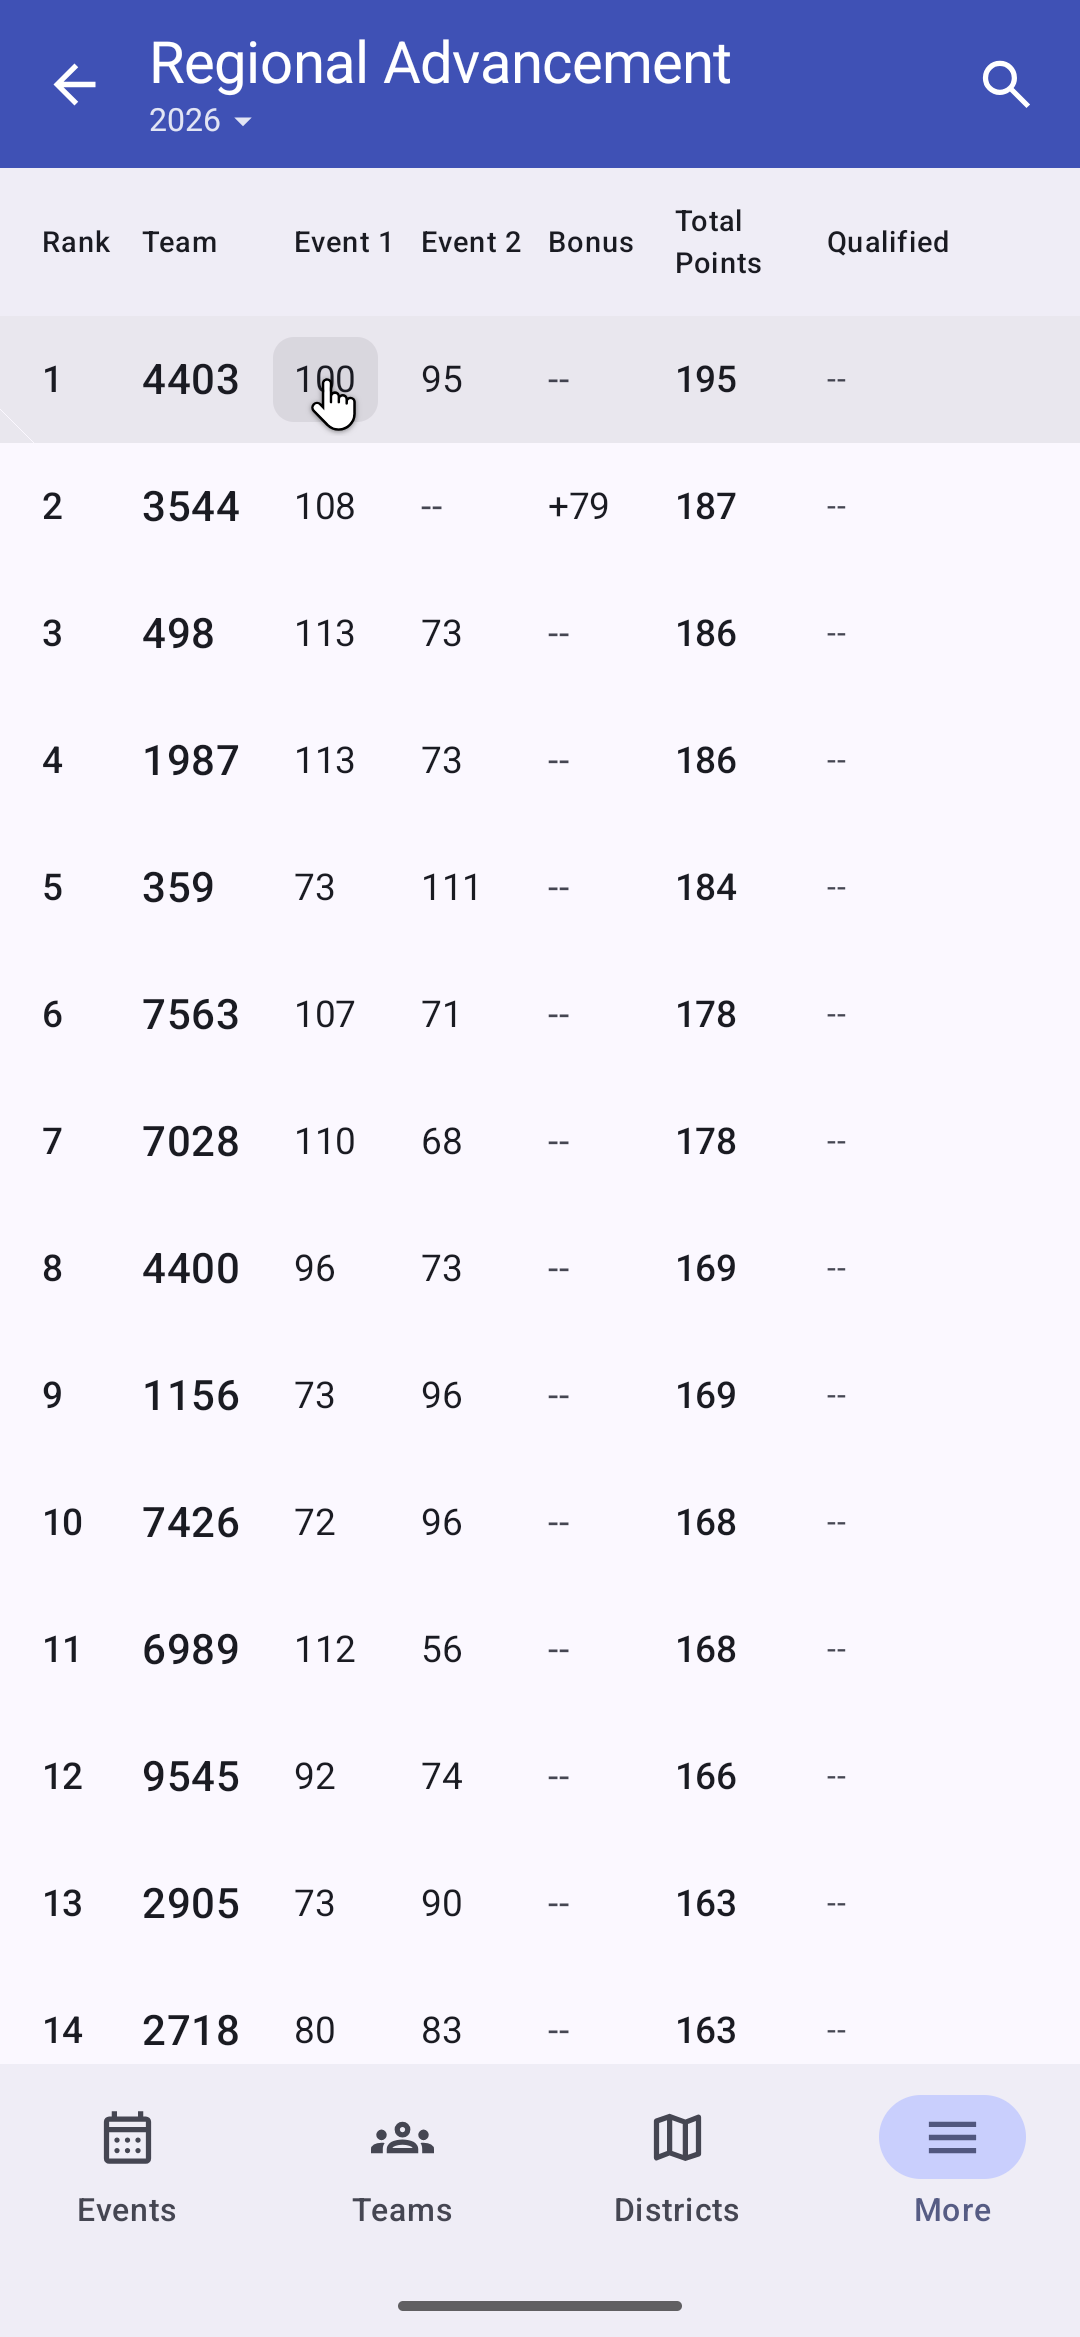 Regional Advancement
2026
Rank Team Event 1 Event 2 Bonus Total Points Qualified
1 4403 100 95 -- 195 --
2 3544 108 -- +79 187 --
3 498 113 73 -- 186 --
4 1987 113 73 -- 186 --
5 359 73 111 -- 184 --
6 7563 107 71 -- 178 --
7 7028 110 68 -- 178 --
8 4400 96 73 -- 169 --
9 1156 73 96 -- 169 --
10 7426 72 96 -- 168 --
11 6989 112 56 -- 168 --
12 9545 92 74 -- 166 --
13 2905 73 90 -- 163 --
14 2718 80 83 -- 163 --
Events Teams Districts More